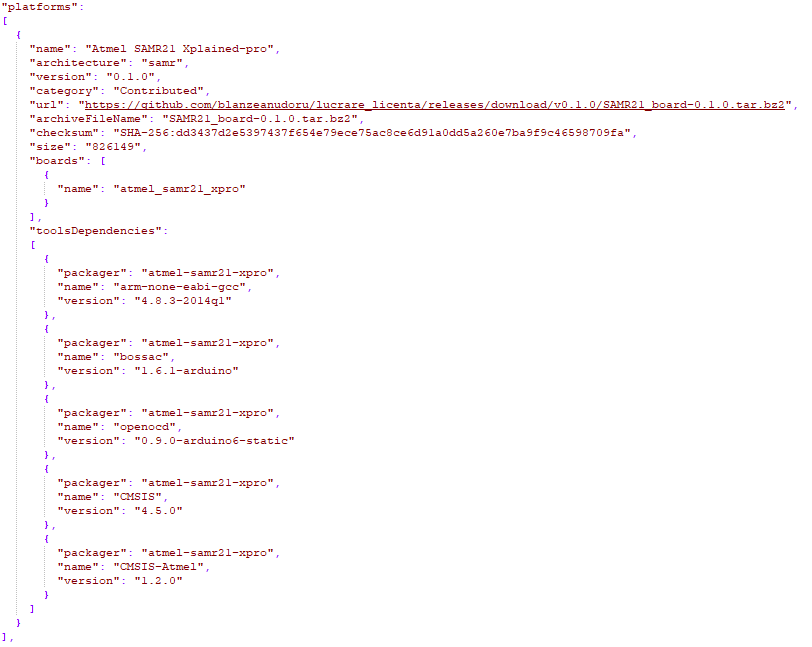 "platforms":
[
{
"name": "Atmel SAMR21 Xplained-pro",
"architecture": "samr",
"version": "0.1.0",
"category": "Contributed",
"url": "https://github.com/blanzeanudoru/lucrare_licenta/releases/download/v0.1.0/SAMR21_board-0.1.0.tar.bz2",
"archiveFileName": "SAMR21_board-0.1.0.tar.bz2",
"checksum": "SHA-256:dd3437d2e5397437f654e79ece75ac8ce6d91a0dd5a260e7ba9f9c46598709fa",
"size": "826149",
"boards": [
{
"name": "atmel_samr21_xpro"
}
],
"toolsDependencies":
[
{
"packager": "atmel-samr21-xpro",
"name": "arm-none-eabi-gcc",
"version": "4.8.3-2014q1"
},
{
"packager": "atmel-samr21-xpro",
"name": "bossac",
"version": "1.6.1-arduino"
},
{
"packager": "atmel-samr21-xpro",
"name": "openocd",
"version": "0.9.0-arduino6-static"
},
{
"packager": "atmel-samr21-xpro",
"name": "CMSIS",
"version": "4.5.0"
},
{
"packager": "atmel-samr21-xpro",
"name": "CMSIS-Atmel",
"version": "1.2.0"
}
]
}
],